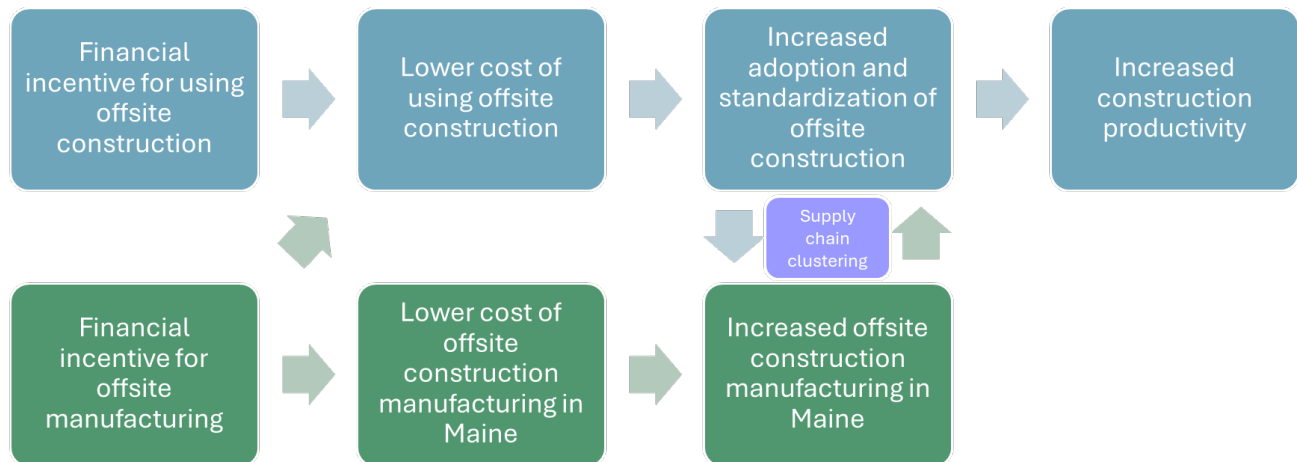 Financial
incentive for using
offsite
construction
Lower cost of
using offsite
construction
Increased
adoption and
standardization of
offsite
construction
Increased
construction
productivity
Supply
chain
clustering
Financial
incentive for
offsite
manufacturing
Lower cost of
offsite
construction
manufacturing in
Maine
Increased offsite
construction
manufacturing in
Maine